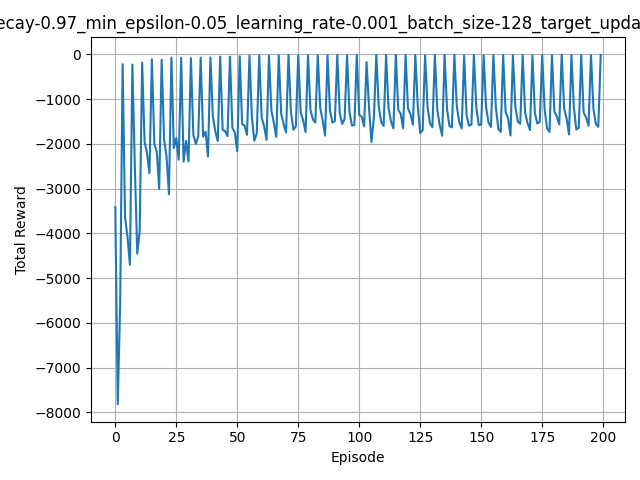 ecay-0.97_min_epsilon-0.05_learning_rate-0.001_batch_size-128_target_upda
0
−1000
−2000
−3000
−4000
−5000
−6000
−7000
−8000
Total Reward
0 25 50 75 100 125 150 175 200
Episode